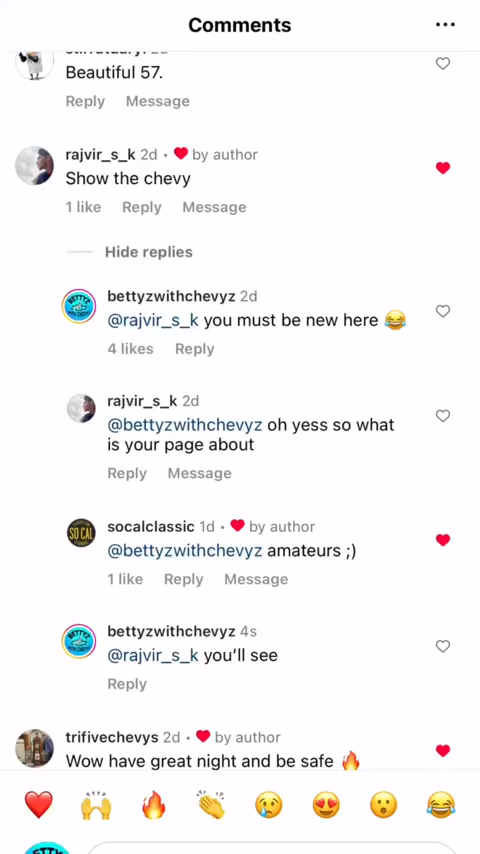 Comments
2d
Beautiful 57.
Reply Message
rajvir_s_k 2d • by author
Show the chevy
1 like Reply Message
Hide replies
bettyzwithchevyz 2d
@rajvir_s_k you must be new here 😂
4 likes Reply
rajvir_s_k 2d
@bettyzwithchevyz oh yess so what
is your page about
Reply Message
SO CAL
socalclassic 1d • by author
@bettyzwithchevyz amateurs ;)
1 like Reply Message
bettyzwithchevyz 4s
@rajvir_s_k you'll see
Reply
trifivechevys 2d • by author
Wow have great night and be safe 🔥